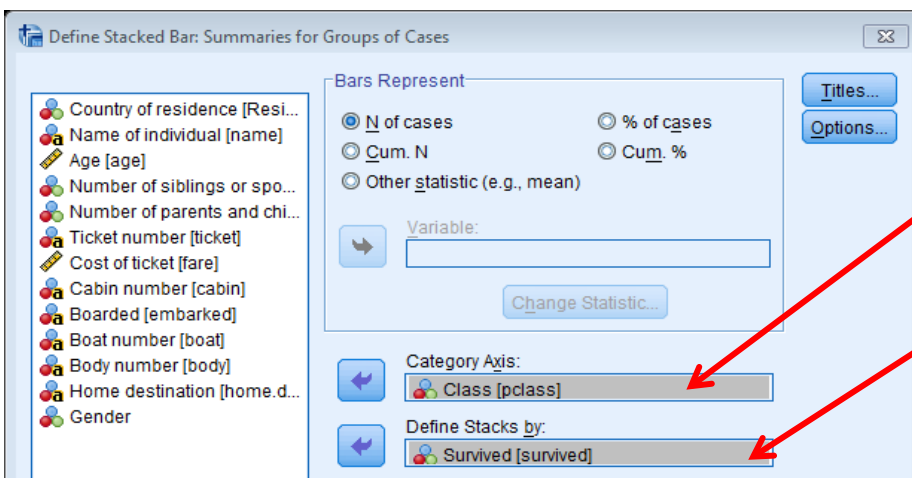 Define Stacked Bar: Summaries for Groups of Cases
Country of residence [Resi...
Name of individual [name]
Age [age]
Number of siblings or spo...
Number of parents and chi...
Ticket number [ticket]
Cost of ticket [fare]
Cabin number [cabin]
Boarded [embarked]
Boat number [boat]
Body number [body]
Home destination [home.d...
Gender
Bars Represent
N of cases
% of cases
Cum. N
Cum. %
Other statistic (e.g., mean)
Variable:
Change Statistic...
Category Axis:
Class [pclass]
Define Stacks by:
Survived [survived]
Titles...
Options...